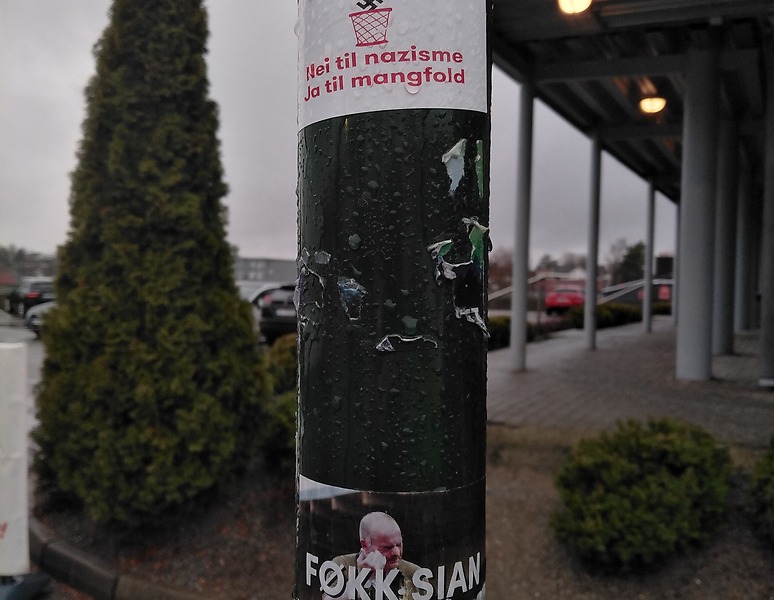 Nei til nazisme
Ja til mangfold
FØKK SIAN